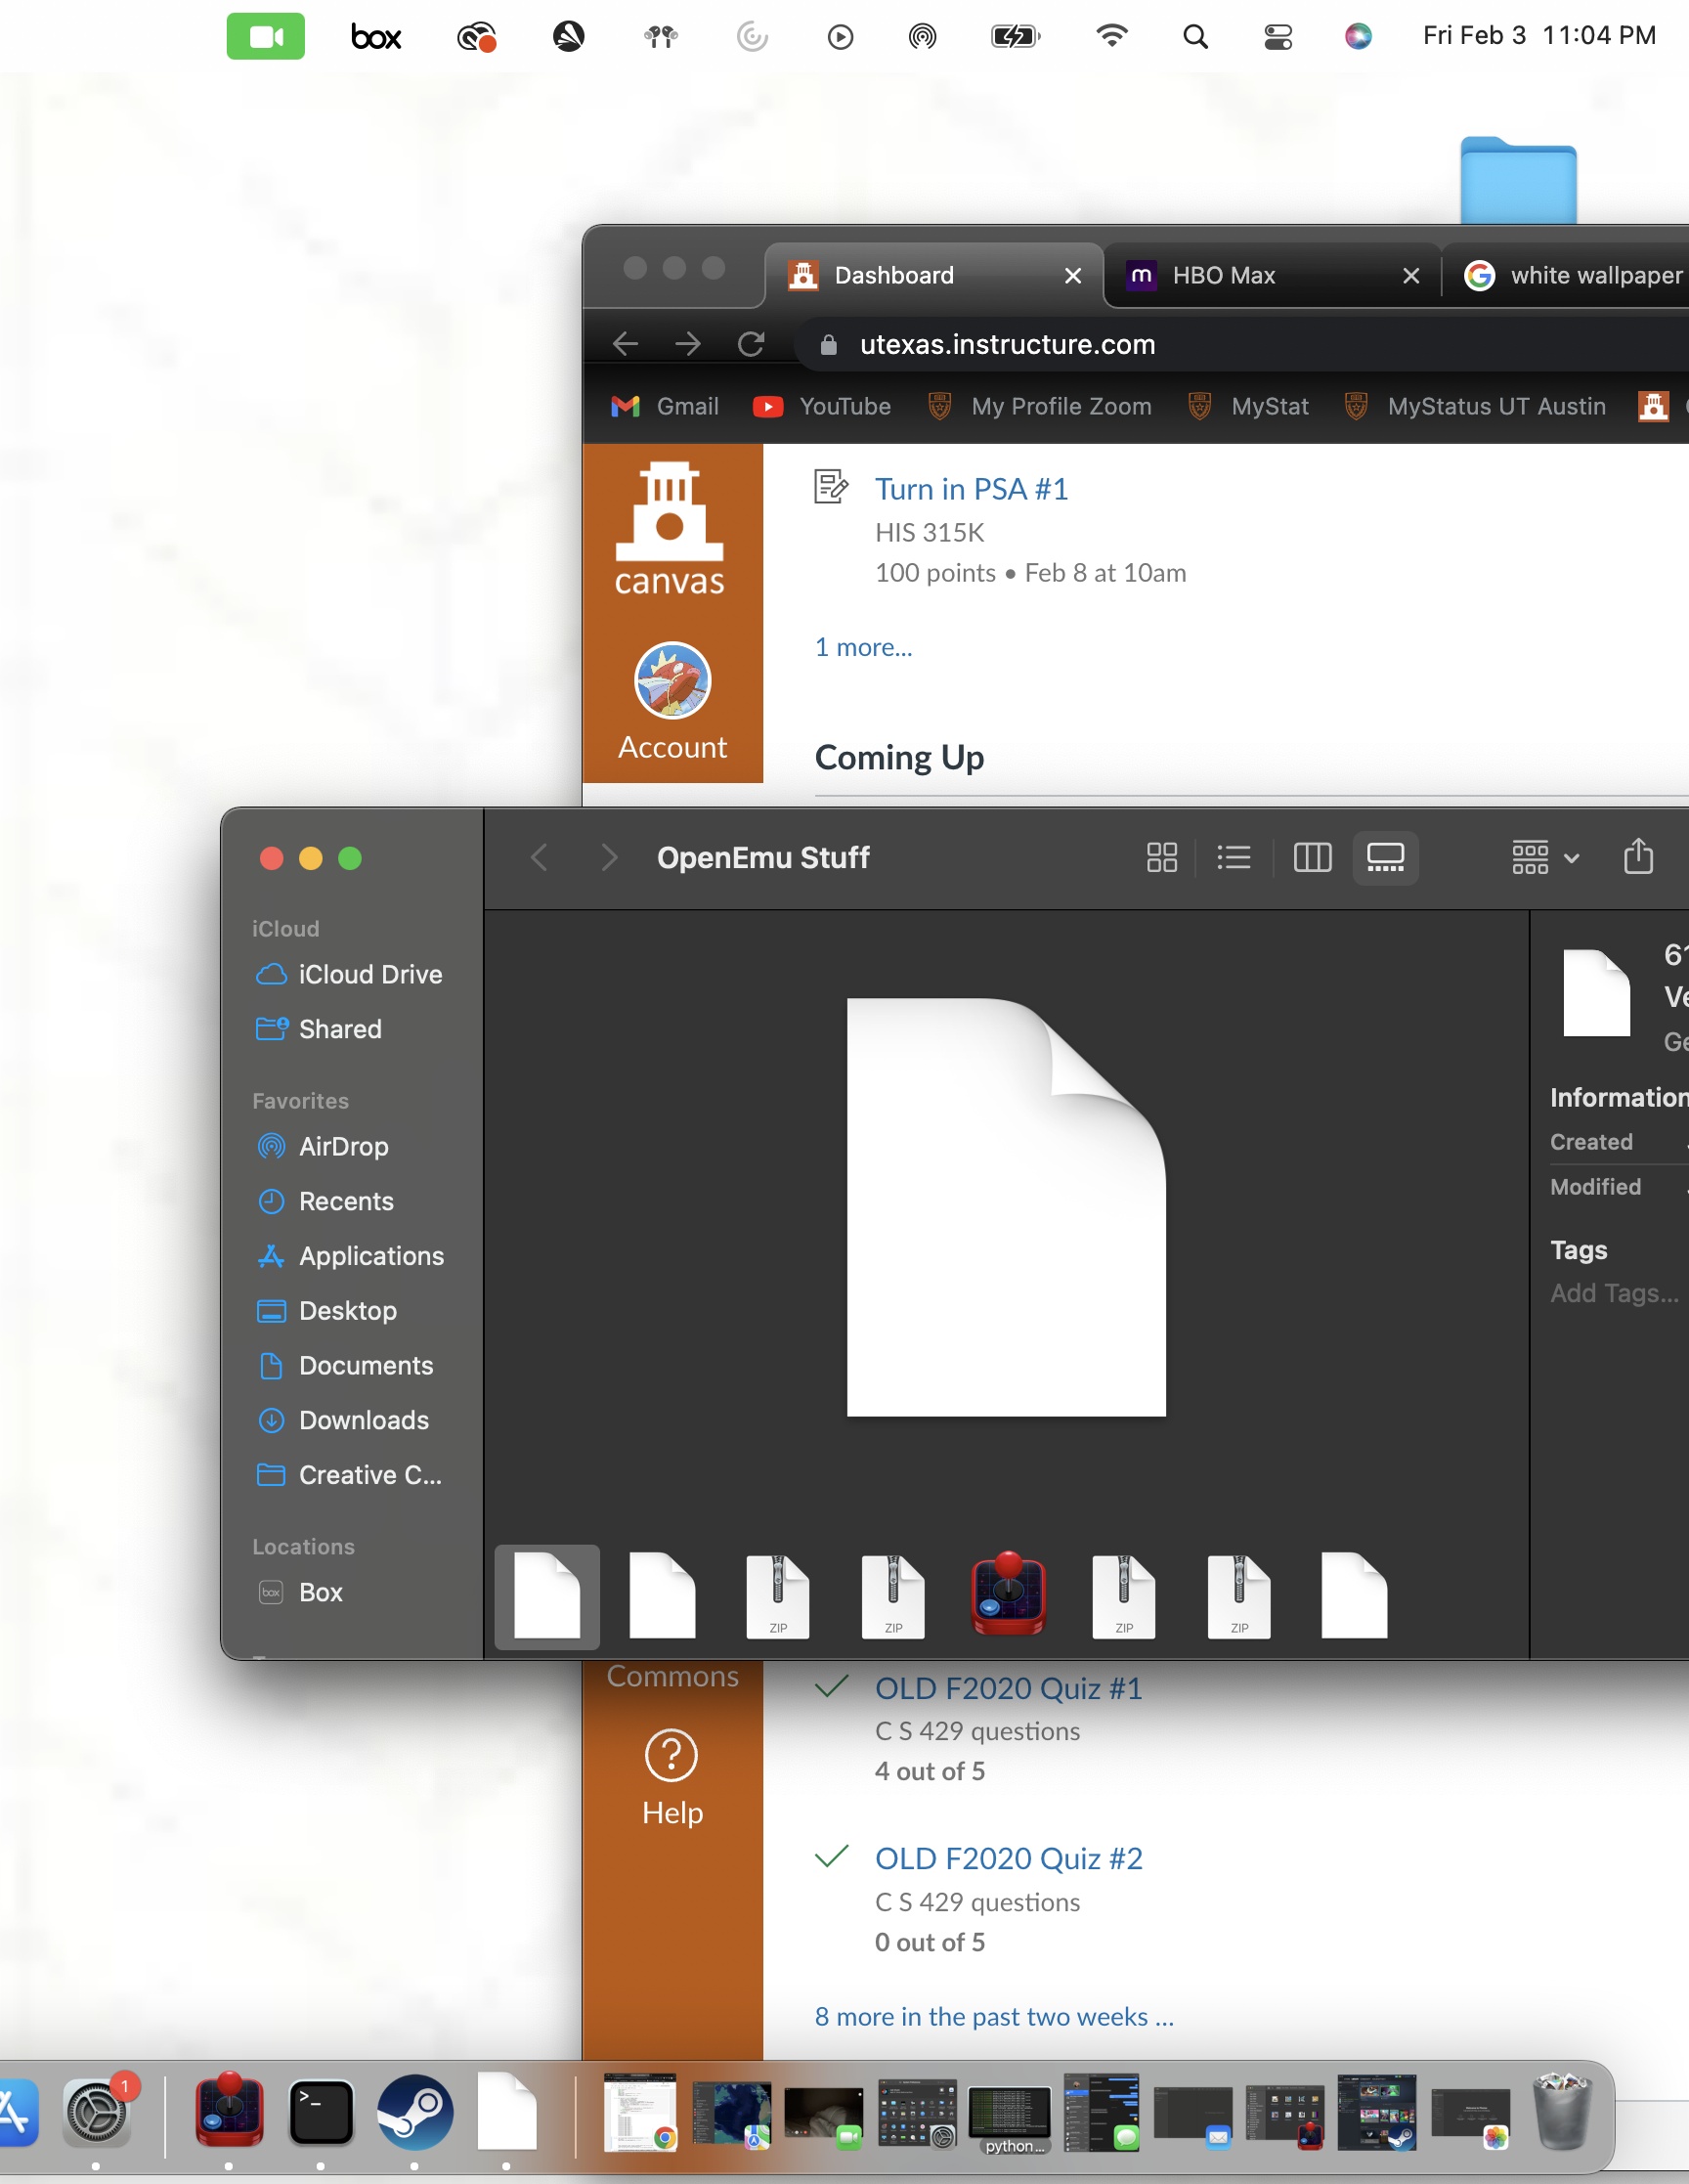 box
Fri Feb 3 11:04 PM
Dashboard
HBO Max
white wallpaper
utexas.instructure.com
Gmail
YouTube
My Profile Zoom
MyStat
MyStatus UT Austin
canvas
Account
Turn in PSA #1
HIS 315K
100 points • Feb 8 at 10am
1 more...
Coming Up
OpenEmu Stuff
iCloud
iCloud Drive
Shared
Favorites
AirDrop
Recents
Applications
Desktop
Documents
Downloads
Creative C...
Locations
box
Box
Information
Created
Modified
Tags
Add Tags...
ZIP
ZIP
ZIP
ZIP
Commons
Help
OLD F2020 Quiz #1
C S 429 questions
4 out of 5
OLD F2020 Quiz #2
C S 429 questions
0 out of 5
8 more in the past two weeks ...
1
>_
python...